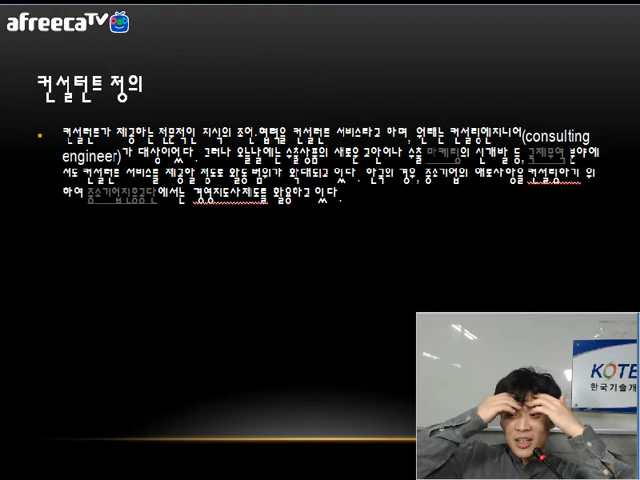 afreecaTV
컨설턴트 정의
• 컨설턴트가 제공하는 전문적인 지식의 조언·협력을 컨설턴트 서비스라고 하며, 원래는 컨설팅엔지니어(consulting
engineer)가 대상이었다. 그러나 오늘날에는 수출상품의 새로운 고안이나 수출 마케팅의 신개발 등, 국제무역 분야에
서도 컨설턴트 서비스를 제공할 정도로 활동 범위가 확대되고 있다. 한국의 경우, 중소기업의 애로사항을 컨설팅하기 위
하여 중소기업진흥공단에서는 경영지도사제도를 활용하고 있다.
KOTE
한국기술개